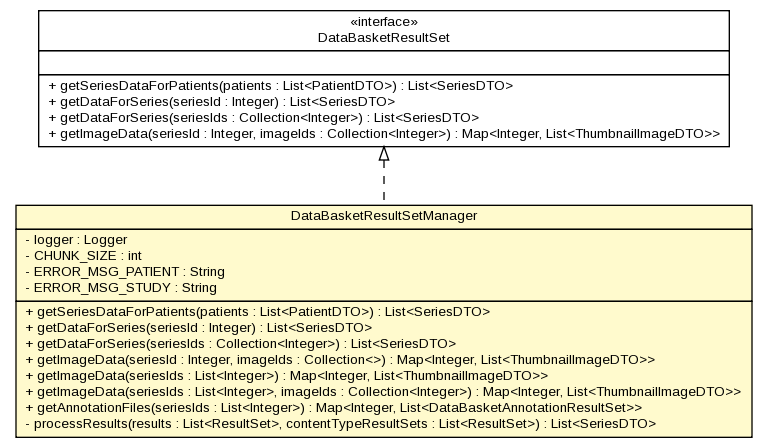 «interface»
DataBasketResultSet
+ getSeriesDataForPatients(patients : List<PatientDTO>) : List<SeriesDTO>
+ getDataForSeries(seriesId : Integer) : List<SeriesDTO>
+ getDataForSeries(seriesIds : Collection<Integer>) : List<SeriesDTO>
+ getImageData(seriesId : Integer, imageIds : Collection<Integer>) : Map<Integer, List<ThumbnailImageDTO>>
DataBasketResultSetManager
- logger : Logger
- CHUNK_SIZE : int
- ERROR_MSG_PATIENT : String
- ERROR_MSG_STUDY : String
+ getSeriesDataForPatients(patients : List<PatientDTO>) : List<SeriesDTO>
+ getDataForSeries(seriesId : Integer) : List<SeriesDTO>
+ getDataForSeries(seriesIds : Collection<Integer>) : List<SeriesDTO>
+ getImageData(seriesId : Integer, imageIds : Collection<>) : Map<Integer, List<ThumbnailImageDTO>>
+ getImageData(seriesIds : List<Integer>) : Map<Integer, List<ThumbnailImageDTO>>
+ getImageData(seriesIds : List<Integer>, imageIds : Collection<Integer>) : Map<Integer, List<ThumbnailImageDTO>>
+ getAnnotationFiles(seriesIds : List<Integer>) : Map<Integer, List<DataBasketAnnotationResultSet>>
- processResults(results : List<ResultSet>, contentTypeResultSets : List<ResultSet>) : List<SeriesDTO>